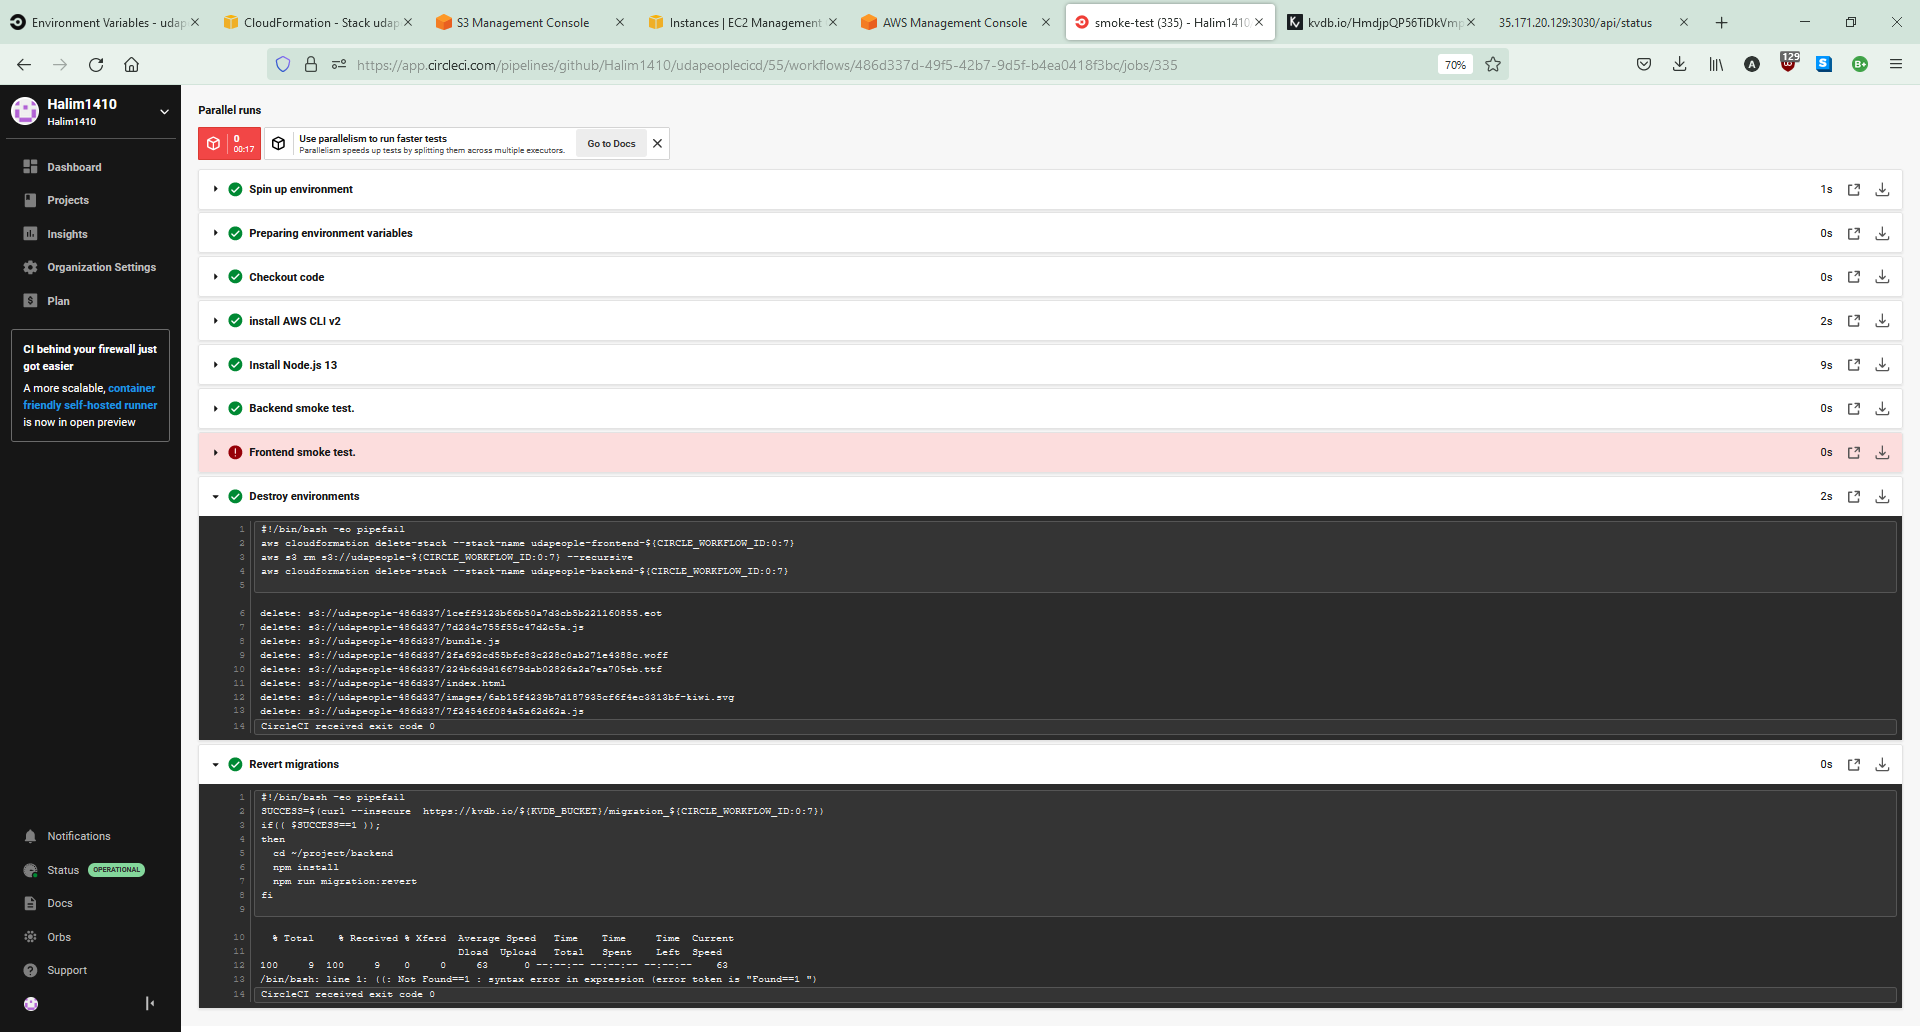 Environment Variables - udap
CloudFormation - Stack udap
S3 Management Console
Instances | EC2 Management
AWS Management Console
smoke-test (335) - Halim1410
kvdb.io/HmdjpQP56TiDkVmp
35.171.20.129:3030/api/status
https://app.circleci.com/pipelines/github/Halim1410/udapeoplecicd/55/workflows/486d337d-49f5-42b7-9d5f-b4ea0418f3bc/jobs/335
70%
129
Halim1410
Halim1410
Dashboard
Projects
Insights
Organization Settings
Plan
CI behind your firewall just
got easier
A more scalable, container
friendly self-hosted runner
is now in open preview
Notifications
Status OPERATIONAL
Docs
Orbs
Support
Parallel runs
0
00:17
Use parallelism to run faster tests
Parallelism speeds up tests by splitting them across multiple executors.
Go to Docs
Spin up environment 1s
Preparing environment variables 0s
Checkout code 0s
install AWS CLI v2 2s
Install Node.js 13 9s
Backend smoke test. 0s
Frontend smoke test. 0s
Destroy environments 2s
1 #!/bin/bash -eo pipefail
2 aws cloudformation delete-stack --stack-name udapeople-frontend-${CIRCLE_WORKFLOW_ID:0:7}
3 aws s3 rm s3://udapeople-${CIRCLE_WORKFLOW_ID:0:7} --recursive
4 aws cloudformation delete-stack --stack-name udapeople-backend-${CIRCLE_WORKFLOW_ID:0:7}
5
6 delete: s3://udapeople-486d337/1ceff9123b66b50a7d3cb5b221160855.eot
7 delete: s3://udapeople-486d337/7d234c755f55c47d2c5a.js
8 delete: s3://udapeople-486d337/bundle.js
9 delete: s3://udapeople-486d337/2fa692cd55bfc83c228c0ab271e4388c.woff
10 delete: s3://udapeople-486d337/224b6d9d16679dab02826a2a7ea705eb.ttf
11 delete: s3://udapeople-486d337/index.html
12 delete: s3://udapeople-486d337/images/6ab15f4239b7d187935cf6f4ec3313bf-kiwi.svg
13 delete: s3://udapeople-486d337/7f24546f084a5a62d62a.js
14 CircleCI received exit code 0
Revert migrations 0s
1 #!/bin/bash -eo pipefail
2 SUCCESS=$(curl --insecure  https://kvdb.io/${KVDB_BUCKET}/migration_${CIRCLE_WORKFLOW_ID:0:7})
3 if(( $SUCCESS==1 ));
4 then
5 cd ~/project/backend
6 npm install
7 npm run migration:revert
8 fi
9
10 % Total % Received % Xferd Average Speed Time Time Time Current
11 Dload Upload Total Spent Left Speed
12 100 9 100 9 0 0 63 0 --:--:-- --:--:-- --:--:-- 63
13 /bin/bash: line 1: ((: Not Found==1 : syntax error in expression (error token is "Found==1 ")
14 CircleCI received exit code 0